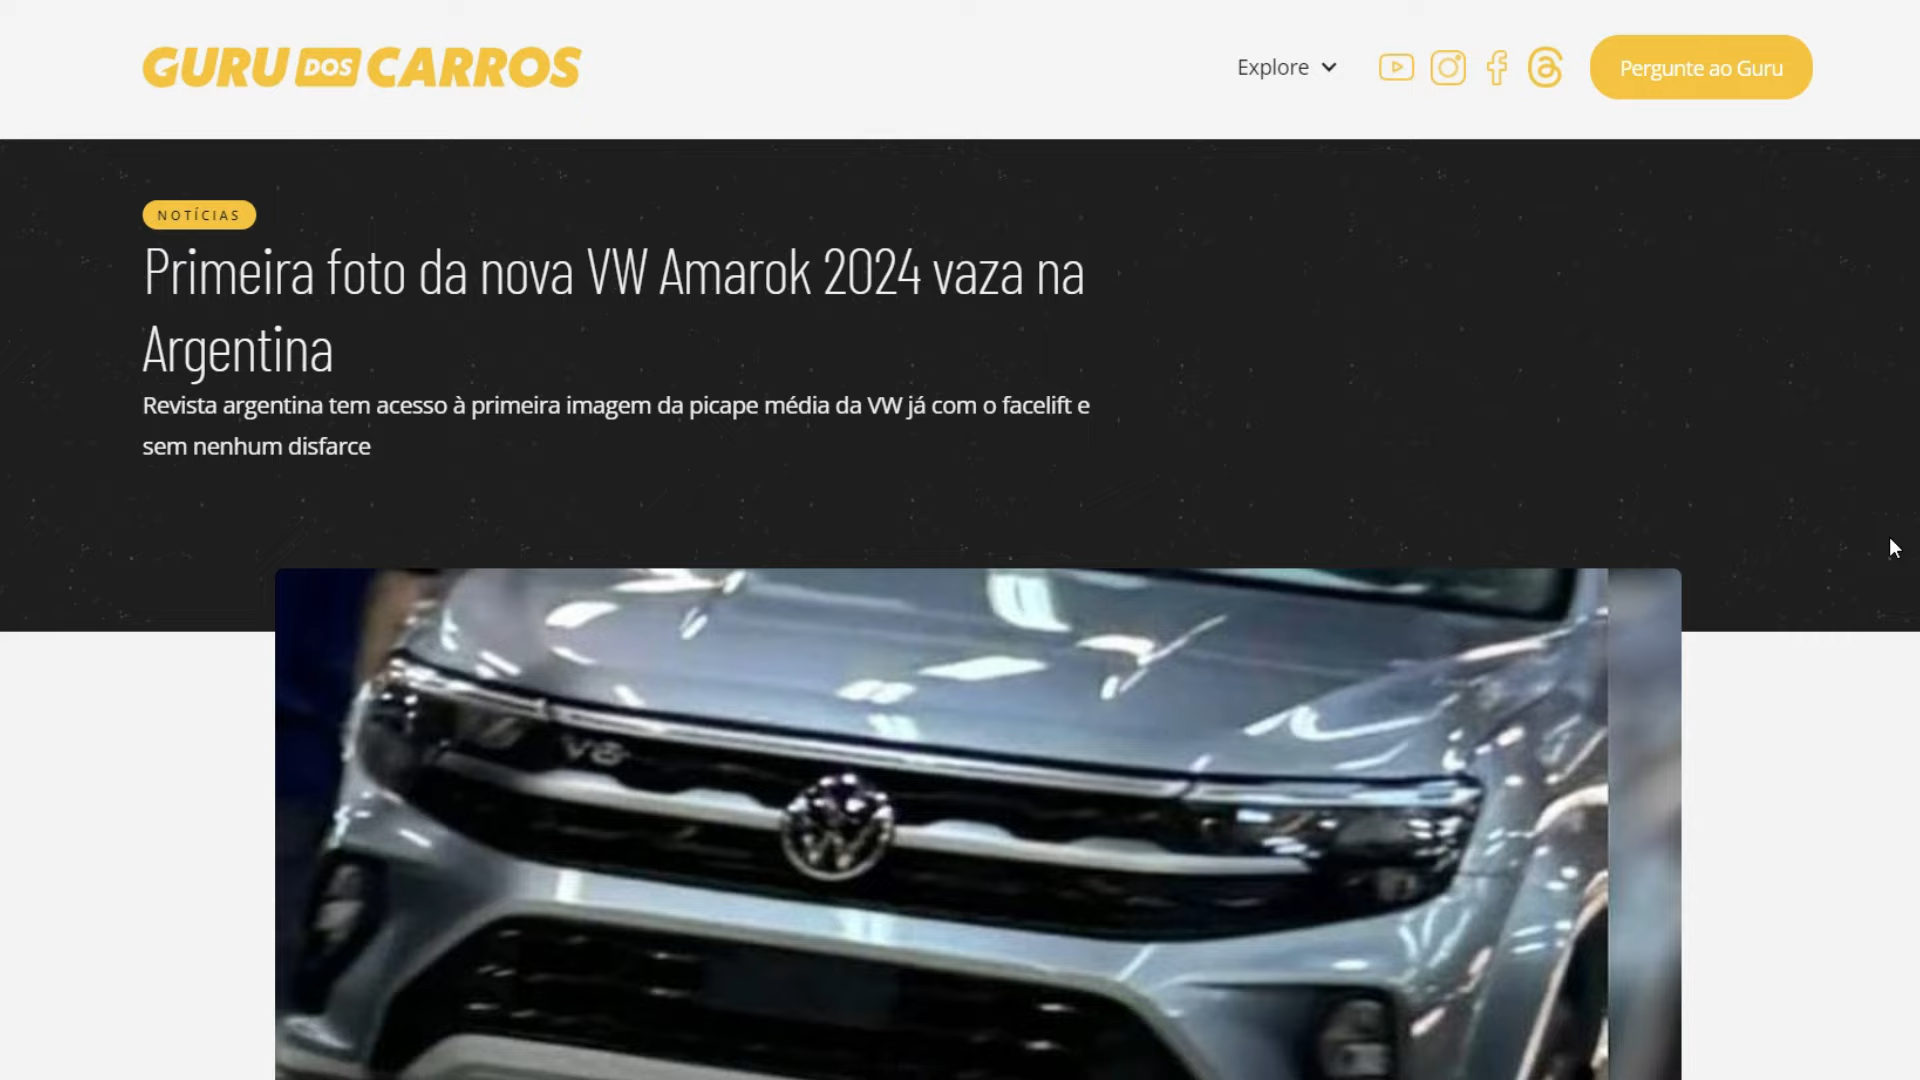 GURU DOS CARROS
Explore
Pergunte ao Guru
NOTÍCIAS
Primeira foto da nova VW Amarok 2024 vaza na
Argentina
Revista argentina tem acesso à primeira imagem da picape média da VW já com o facelift e
sem nenhum disfarce
V6